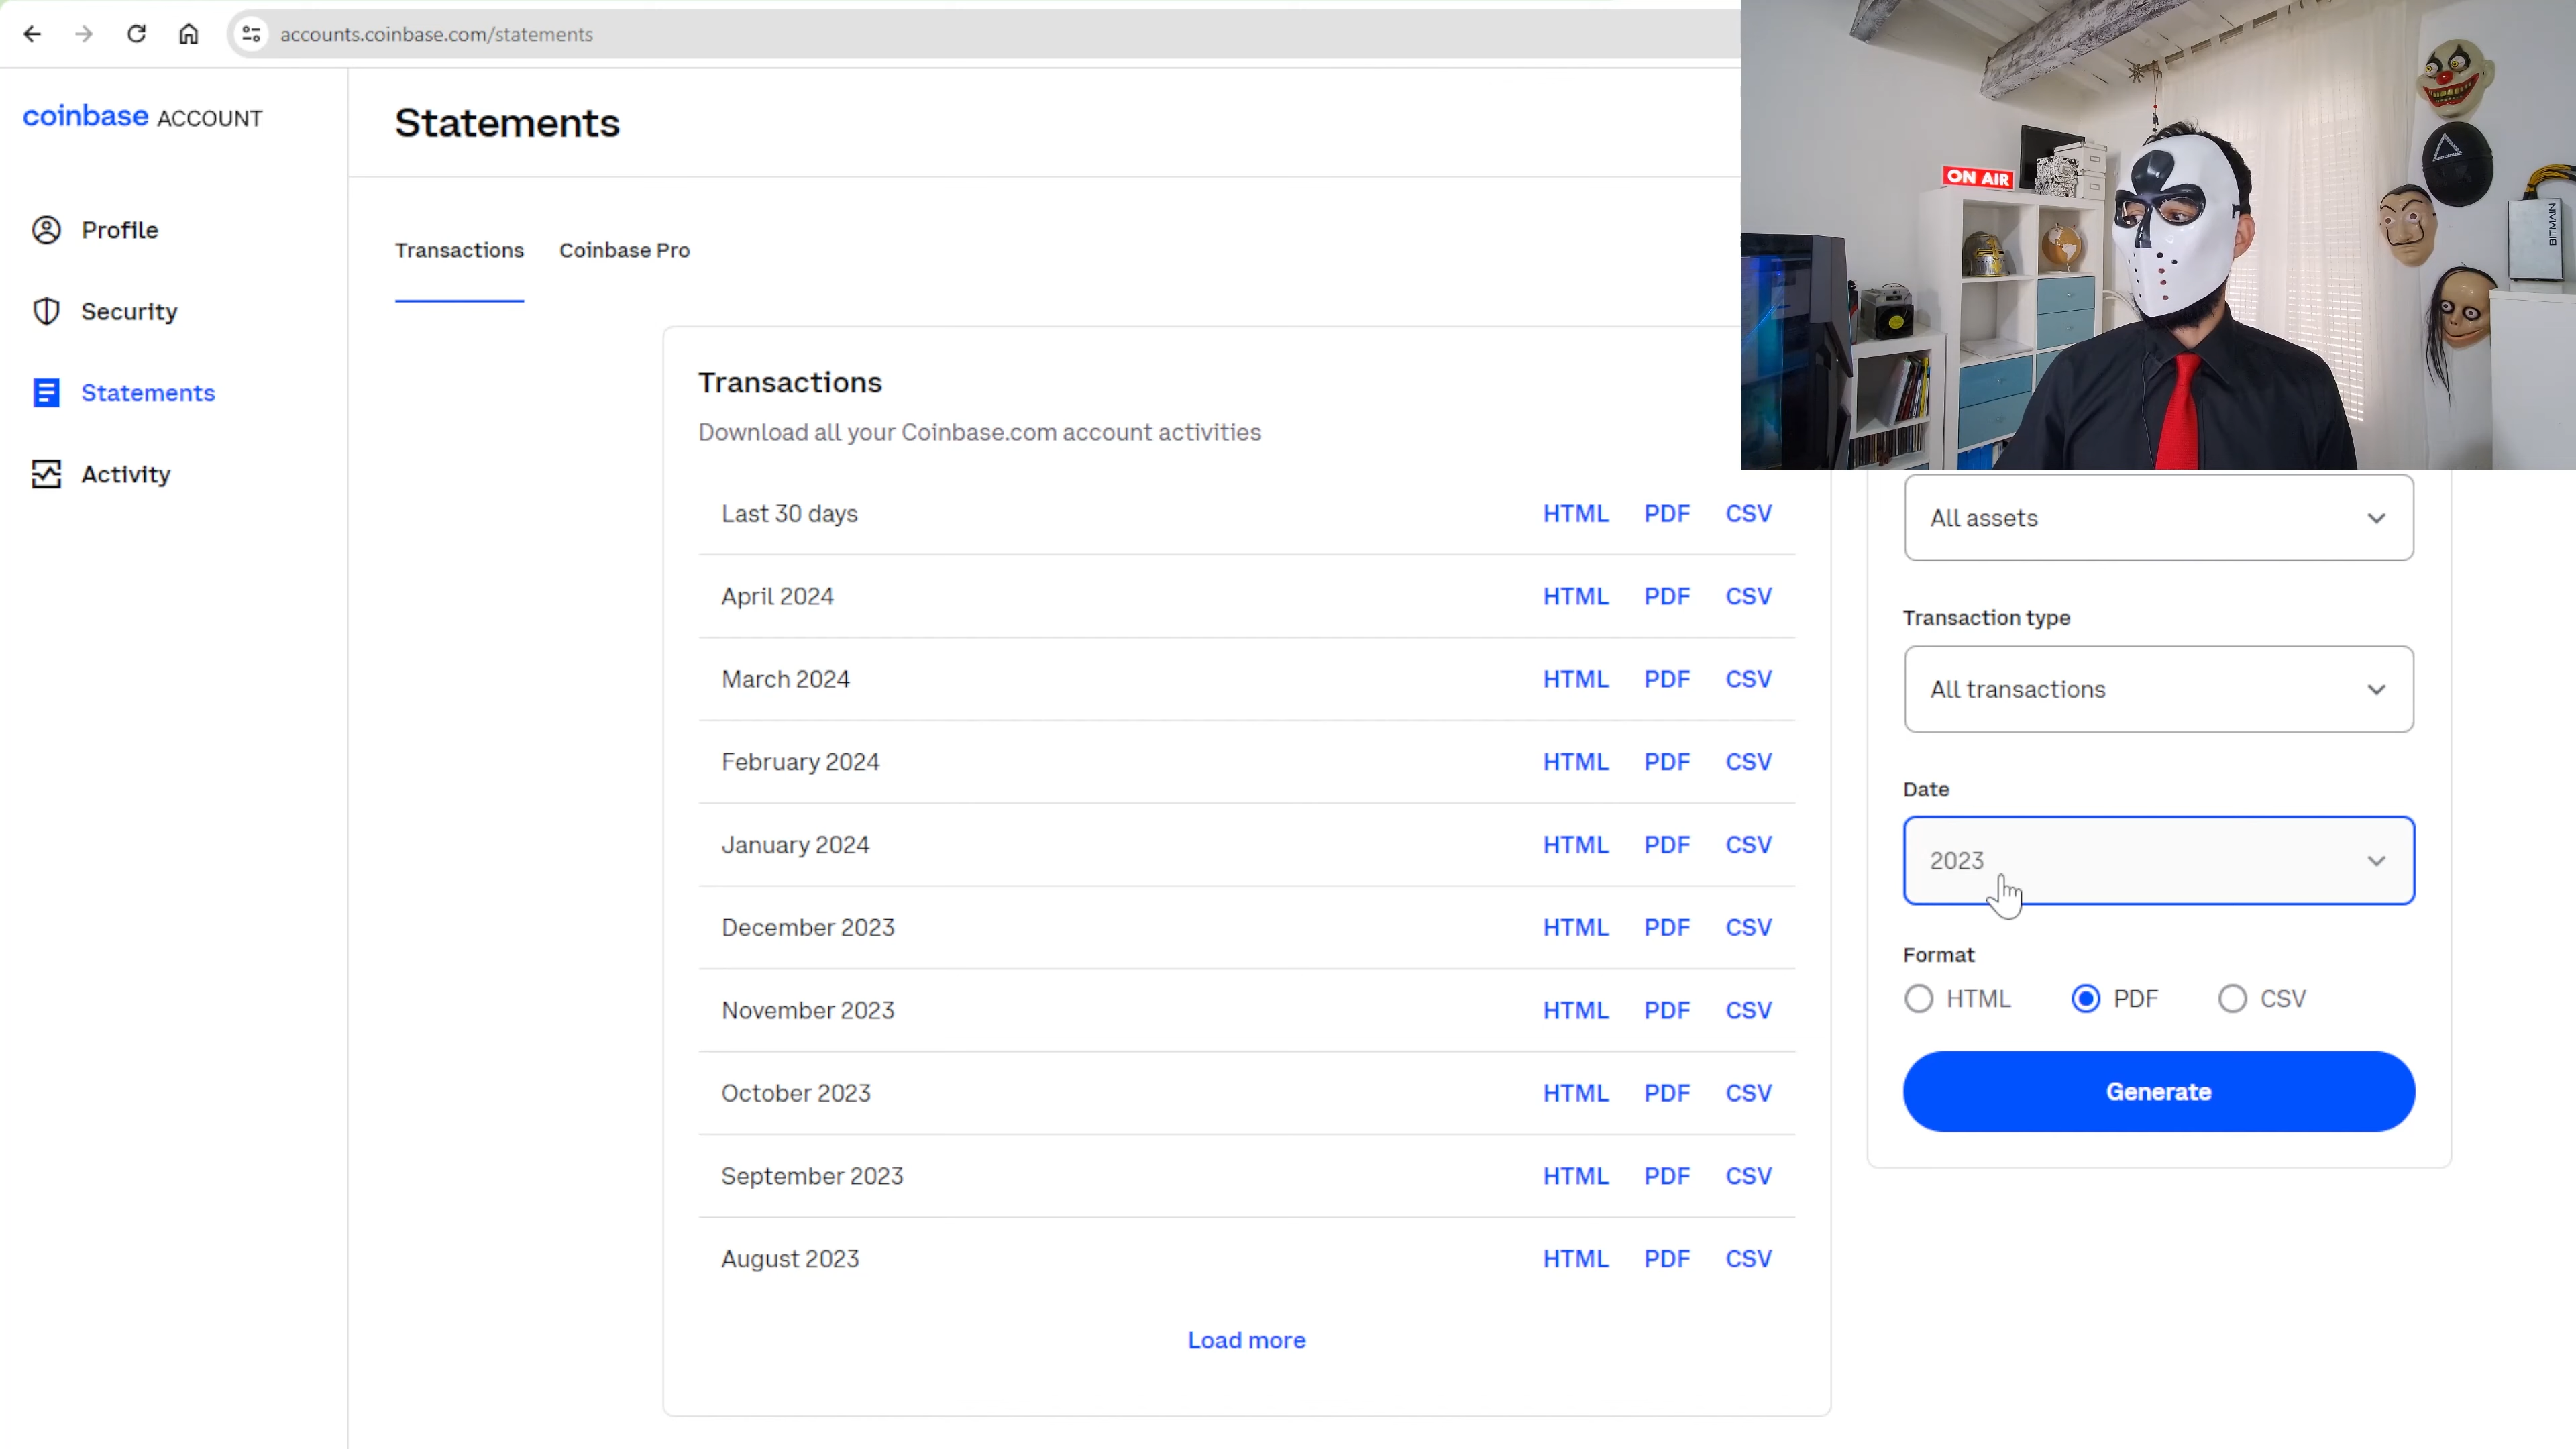 accounts.coinbase.com/statements
coinbase ACCOUNT
Profile
Security
Statements
Activity
Statements
Transactions Coinbase Pro
Transactions
Download all your Coinbase.com account activities
Last 30 days HTML PDF CSV
April 2024 HTML PDF CSV
March 2024 HTML PDF CSV
February 2024 HTML PDF CSV
January 2024 HTML PDF CSV
December 2023 HTML PDF CSV
November 2023 HTML PDF CSV
October 2023 HTML PDF CSV
September 2023 HTML PDF CSV
August 2023 HTML PDF CSV
Load more
ON AIR
BITMAIN
All assets
Transaction type
All transactions
Date
2023
Format
HTML PDF CSV
Generate